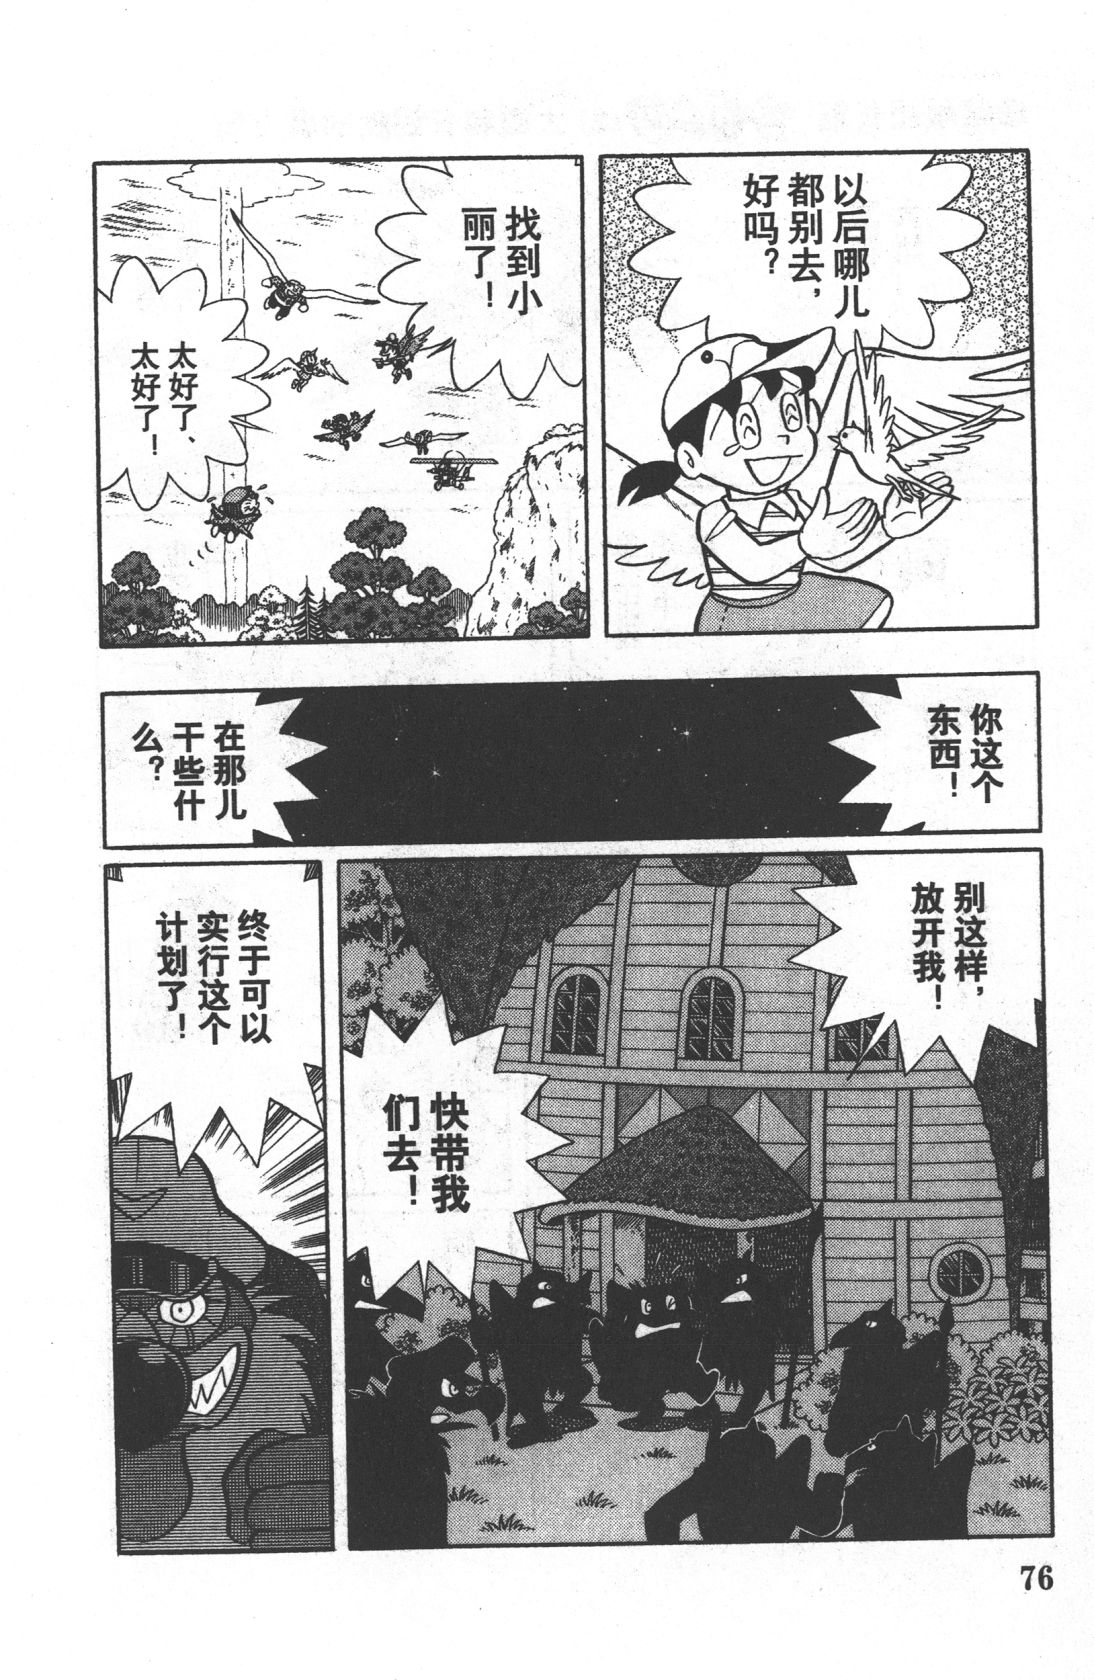 以后哪儿
都别去，
好吗？
找到小
丽了！
太好了、
太好了！
你这个
东西！
在那儿
干些什
么？
别这样，
放开我！
快带我
们去！
终于可以
实行这个
计划了！
76